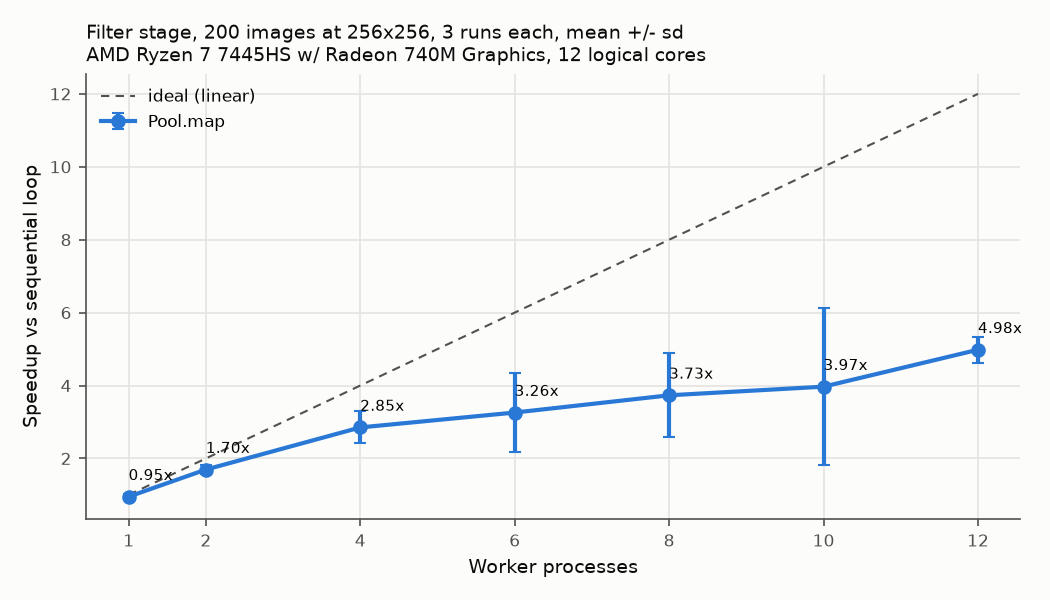 Filter stage, 200 images at 256x256, 3 runs each, mean +/- sd
AMD Ryzen 7 7445HS w/ Radeon 740M Graphics, 12 logical cores
ideal (linear)
Pool.map
Speedup vs sequential loop
12
10
8
6
4
2
0.95x
1.70x
2.85x
3.26x
3.73x
3.97x
4.98x
1
2
4
6
8
10
12
Worker processes